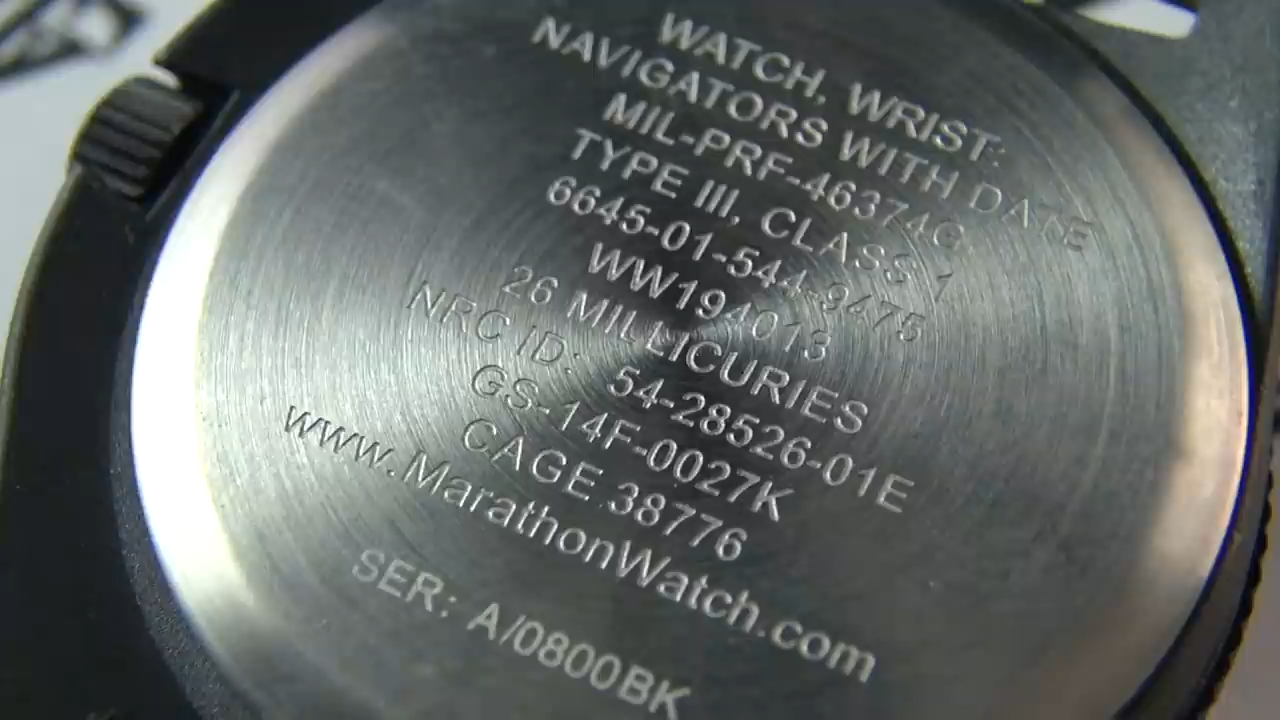 WATCH, WRIST:
NAVIGATORS WITH DATE
MIL-PRF-46374G
TYPE III, CLASS 1
6645-01-544-9475
WW194013
26 MILLICURIES
NRC ID: 54-28526-01E
GS-14F-0027K
CAGE 38776
www.MarathonWatch.com
SER: A/0800BK